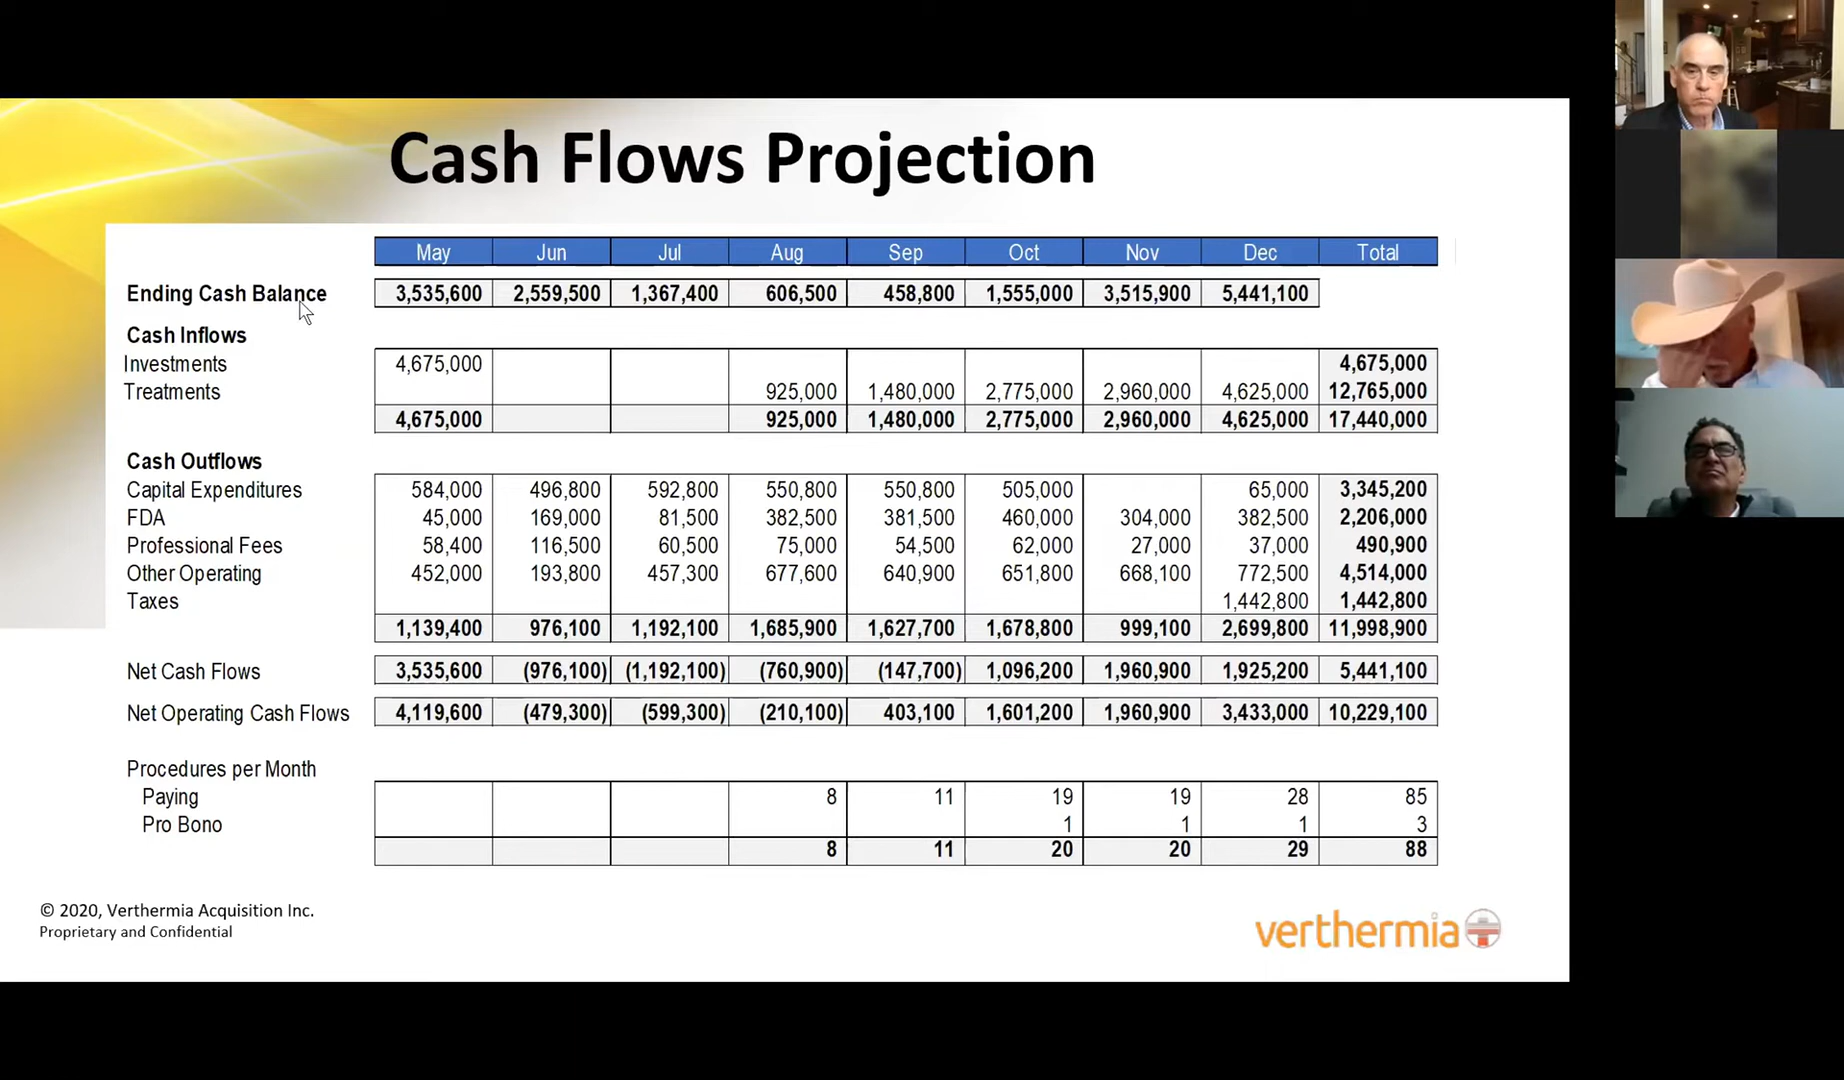 Cash Flows Projection
May Jun Jul Aug Sep Oct Nov Dec Total
Ending Cash Balance 3,535,600 2,559,500 1,367,400 606,500 458,800 1,555,000 3,515,900 5,441,100
Cash Inflows
Investments 4,675,000 4,675,000
Treatments 925,000 1,480,000 2,775,000 2,960,000 4,625,000 12,765,000
4,675,000 925,000 1,480,000 2,775,000 2,960,000 4,625,000 17,440,000
Cash Outflows
Capital Expenditures 584,000 496,800 592,800 550,800 550,800 505,000 65,000 3,345,200
FDA 45,000 169,000 81,500 382,500 381,500 460,000 304,000 382,500 2,206,000
Professional Fees 58,400 116,500 60,500 75,000 54,500 62,000 27,000 37,000 490,900
Other Operating 452,000 193,800 457,300 677,600 640,900 651,800 668,100 772,500 4,514,000
Taxes 1,442,800 1,442,800
1,139,400 976,100 1,192,100 1,685,900 1,627,700 1,678,800 999,100 2,699,800 11,998,900
Net Cash Flows 3,535,600 (976,100) (1,192,100) (760,900) (147,700) 1,096,200 1,960,900 1,925,200 5,441,100
Net Operating Cash Flows 4,119,600 (479,300) (599,300) (210,100) 403,100 1,601,200 1,960,900 3,433,000 10,229,100
Procedures per Month
Paying 8 11 19 19 28 85
Pro Bono 1 1 1 3
8 11 20 20 29 88
© 2020, Verthermia Acquisition Inc.
Proprietary and Confidential
verthermia